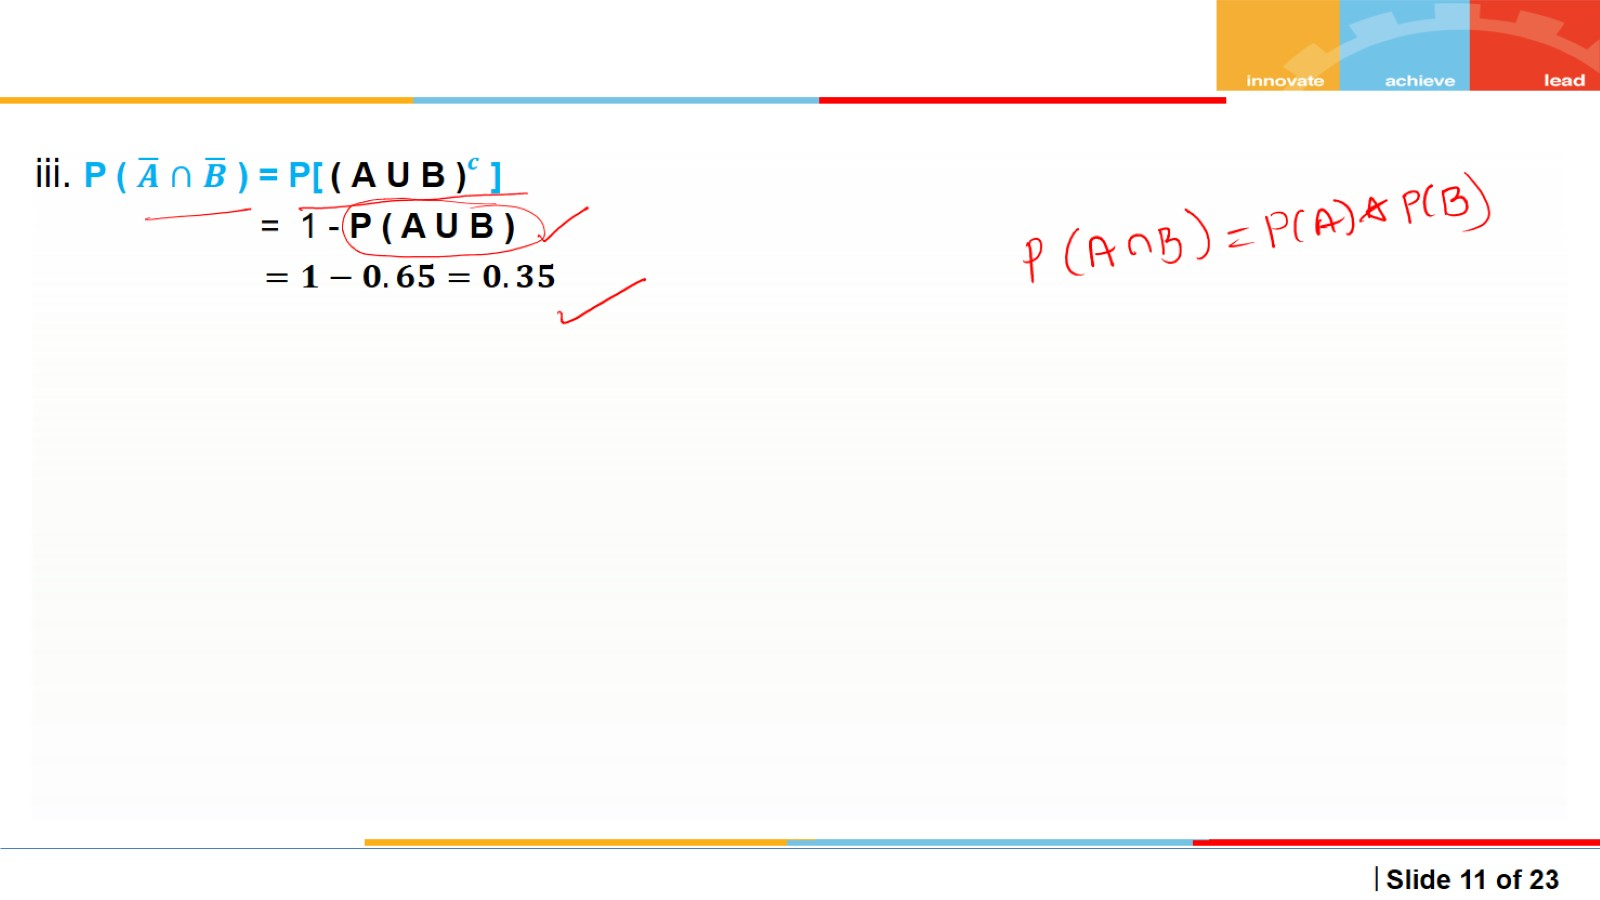 innovate achieve lead
iii. P ( A̅ ∩ B̅ ) = P[ ( A U B )ᶜ ]
= 1 - P ( A U B )
= 1 − 0.65 = 0.35
P(A∩B) = P(A) * P(B)
| Slide 11 of 23